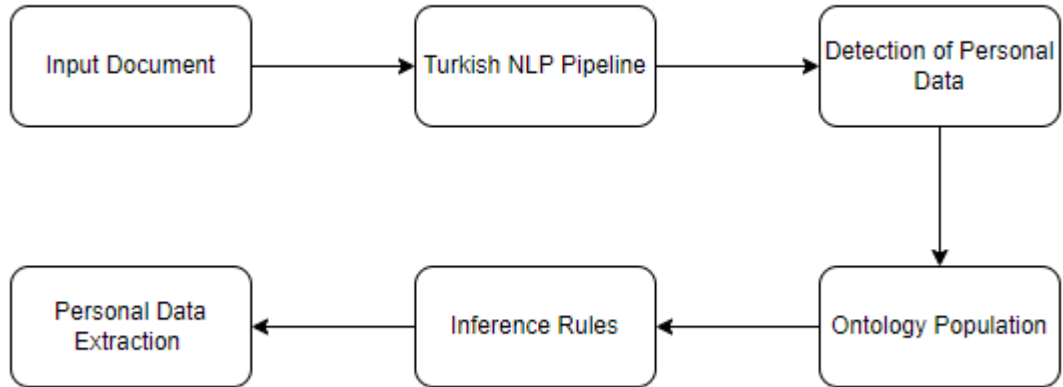 Input Document
Turkish NLP Pipeline
Detection of Personal
Data
Ontology Population
Inference Rules
Personal Data
Extraction